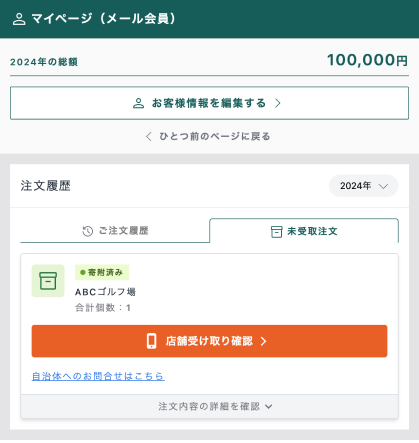 マイページ（メール会員）
2024年の総額
100,000円
お客様情報を編集する
ひとつ前のページに戻る
注文履歴
2024年
ご注文履歴
未受取注文
寄附済み
ABCゴルフ場
合計個数：1
店舗受け取り確認
自治体へのお問合せはこちら
注文内容の詳細を確認